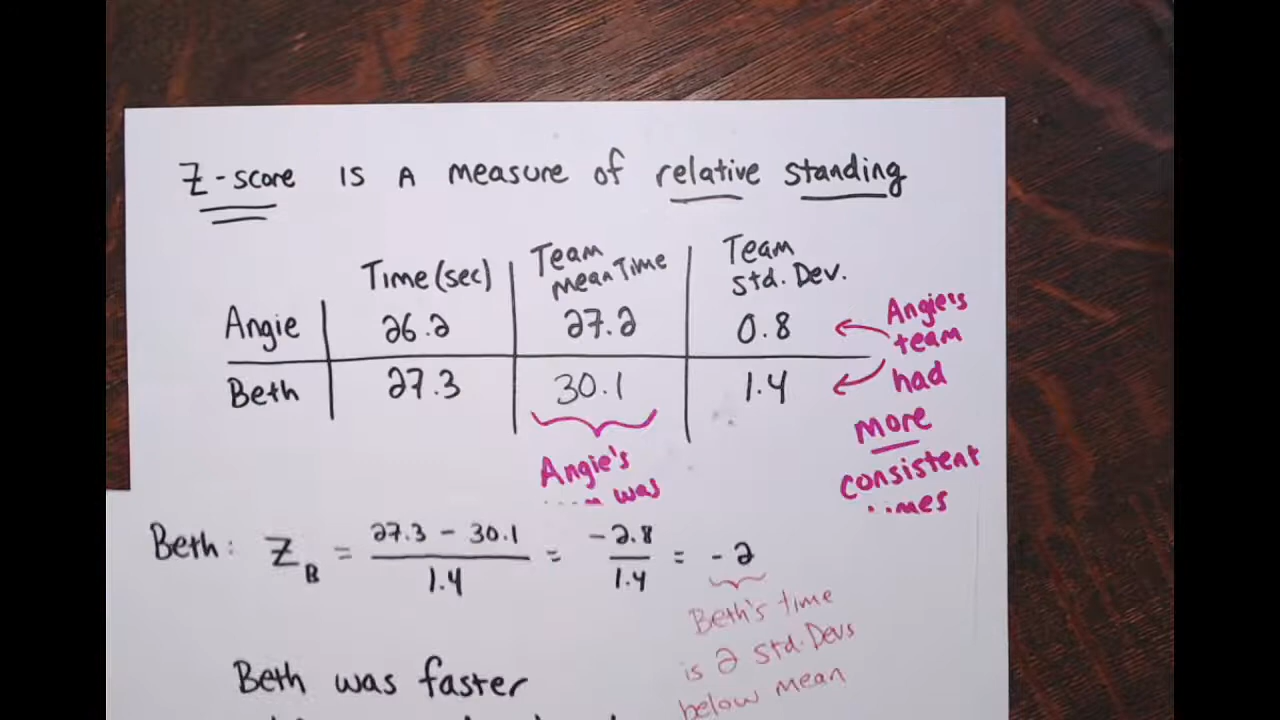 Z-score IS A measure of relative standing
Time (sec) Team mean Time Team std. Dev.
Angie 26.2 27.2 0.8
Beth 27.3 30.1 1.4
Angie's team had more consistent
Angie's
was
Beth: Z_B = (27.3 - 30.1)/1.4 = -2.8/1.4 = -2
Beth's time
is 2 std. Devs
below mean
Beth was faster